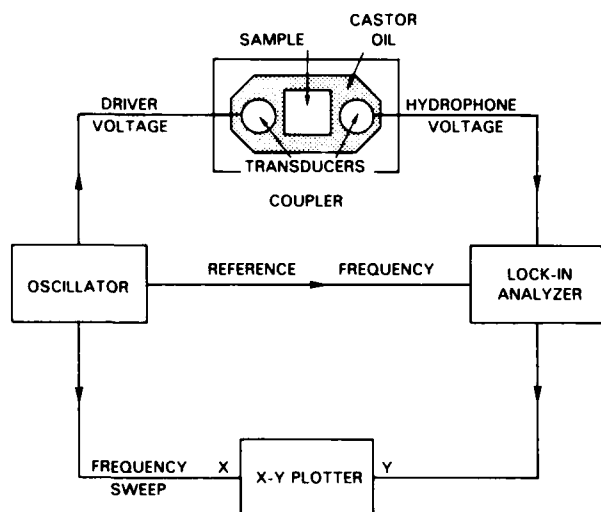 CASTOR
OIL
SAMPLE
DRIVER
VOLTAGE
HYDROPHONE
VOLTAGE
TRANSDUCERS
COUPLER
OSCILLATOR
REFERENCE FREQUENCY
LOCK-IN
ANALYZER
FREQUENCY
SWEEP
X
X-Y PLOTTER
Y